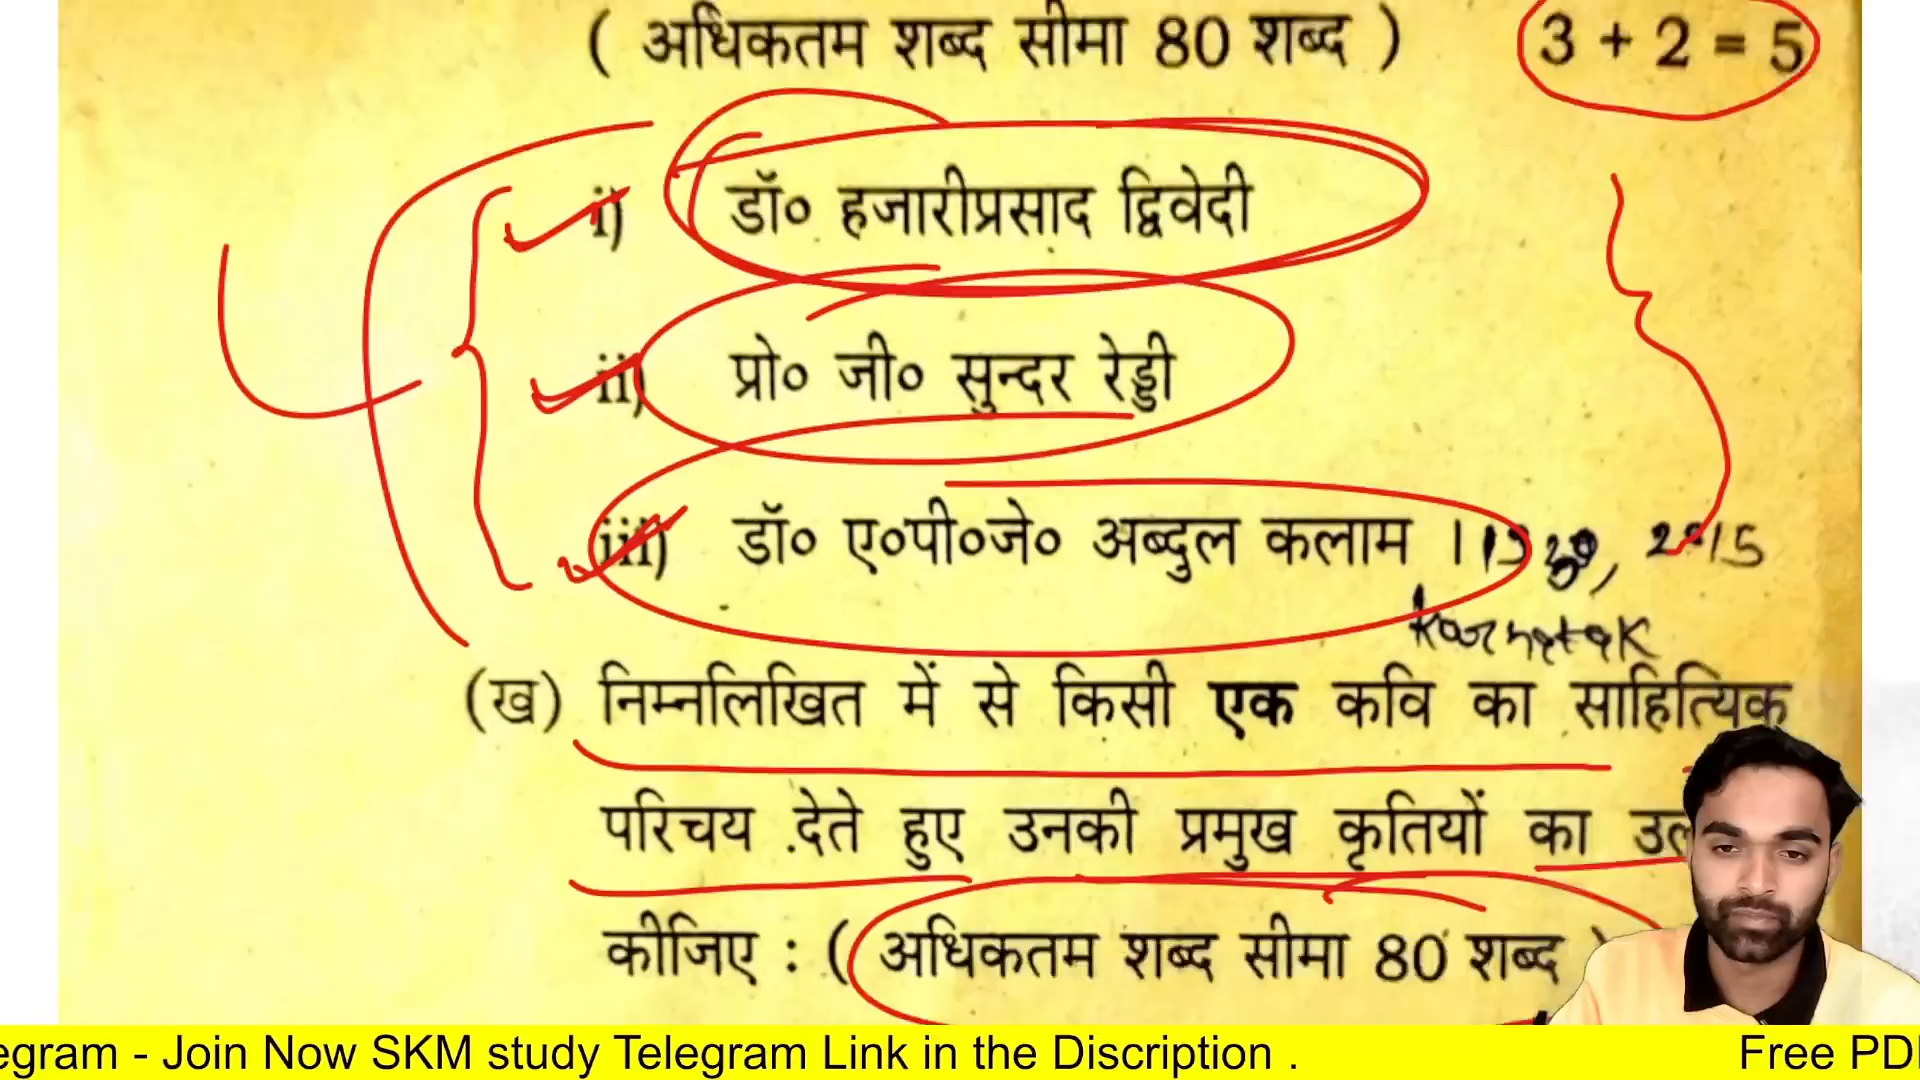 ( अधिकतम शब्द सीमा 80 शब्द ) 3 + 2 = 5
i) डॉ० हजारीप्रसाद द्विवेदी
ii) प्रो० जी० सुन्दर रेड्डी
iii) डॉ० ए०पी०जे० अब्दुल कलाम । 2015
(ख) निम्नलिखित में से किसी एक कवि का साहित्यिक
परिचय देते हुए उनकी प्रमुख कृतियों का
कीजिए : ( अधिकतम शब्द सीमा 80 शब्द )
egram - Join Now SKM study Telegram Link in the Discription . Free PD